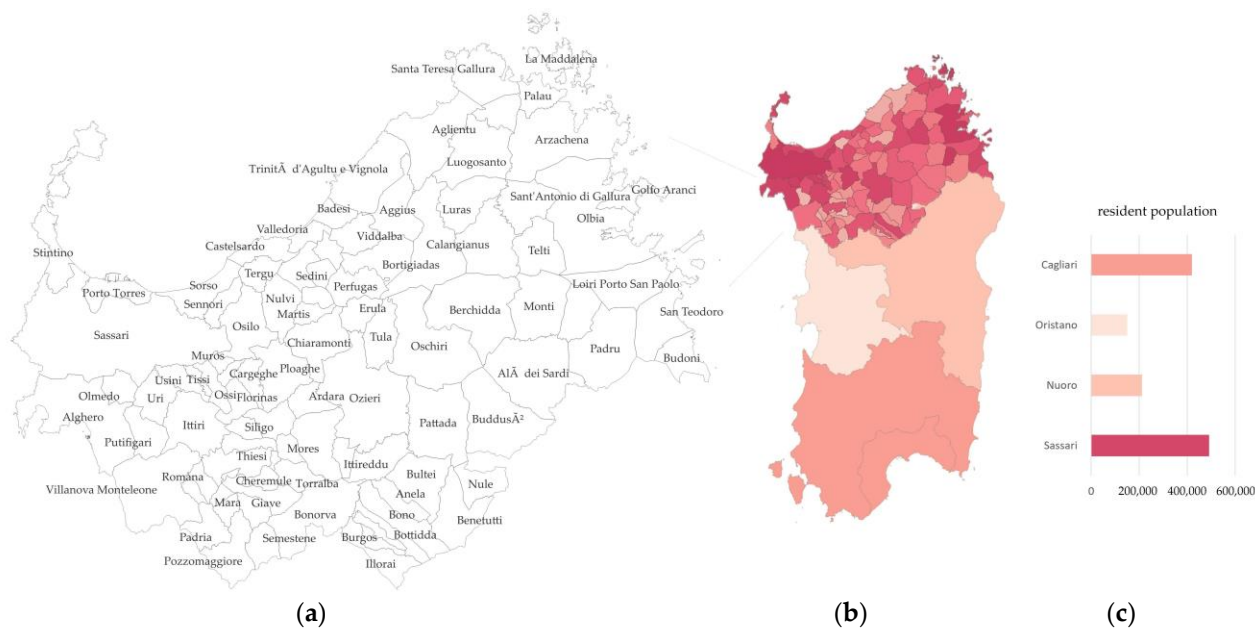 La Maddalena
Santa Teresa Gallura
Palau
Aglientu
Arzachena
Luogosanto
TrinitÃ d'Agultu e Vignola
Golfo Aranci
Sant'Antonio di Gallura
Badesi
Aggius
Luras
Olbia
Valledoria
Viddalba
Castelsardo
Calangianus
Stintino
Telti
Tergu
Bortigiadas
Sedini
Sorso
Perfugas
Loiri Porto San Paolo
Porto Torres
Sennori
Nulvi
Erula
Berchidda
Monti
San Teodoro
Martis
Sassari
Osilo
Tula
Chiaramonti
Oschiri
Padru
Muros
Budoni
Cargeghe
Ploaghe
AlÃ dei Sardi
Usini
Tissi
Olmedo
Uri
Ossi
Florinas
Ardara
Ozieri
Alghero
Pattada
BuddusÃ²
Ittiri
Siligo
Putifigari
Mores
Thiesi
Ittireddu
Bultei
Romana
Villanova Monteleone
Cheremule
Torralba
Nule
Anela
Mara
Giave
Bono
Bonorva
Benetutti
Padria
Semestene
Burgos
Bottidda
Pozzomaggiore
Illorai
(a)
(b)
resident population
Cagliari
Oristano
Nuoro
Sassari
0 200,000 400,000 600,000
(c)